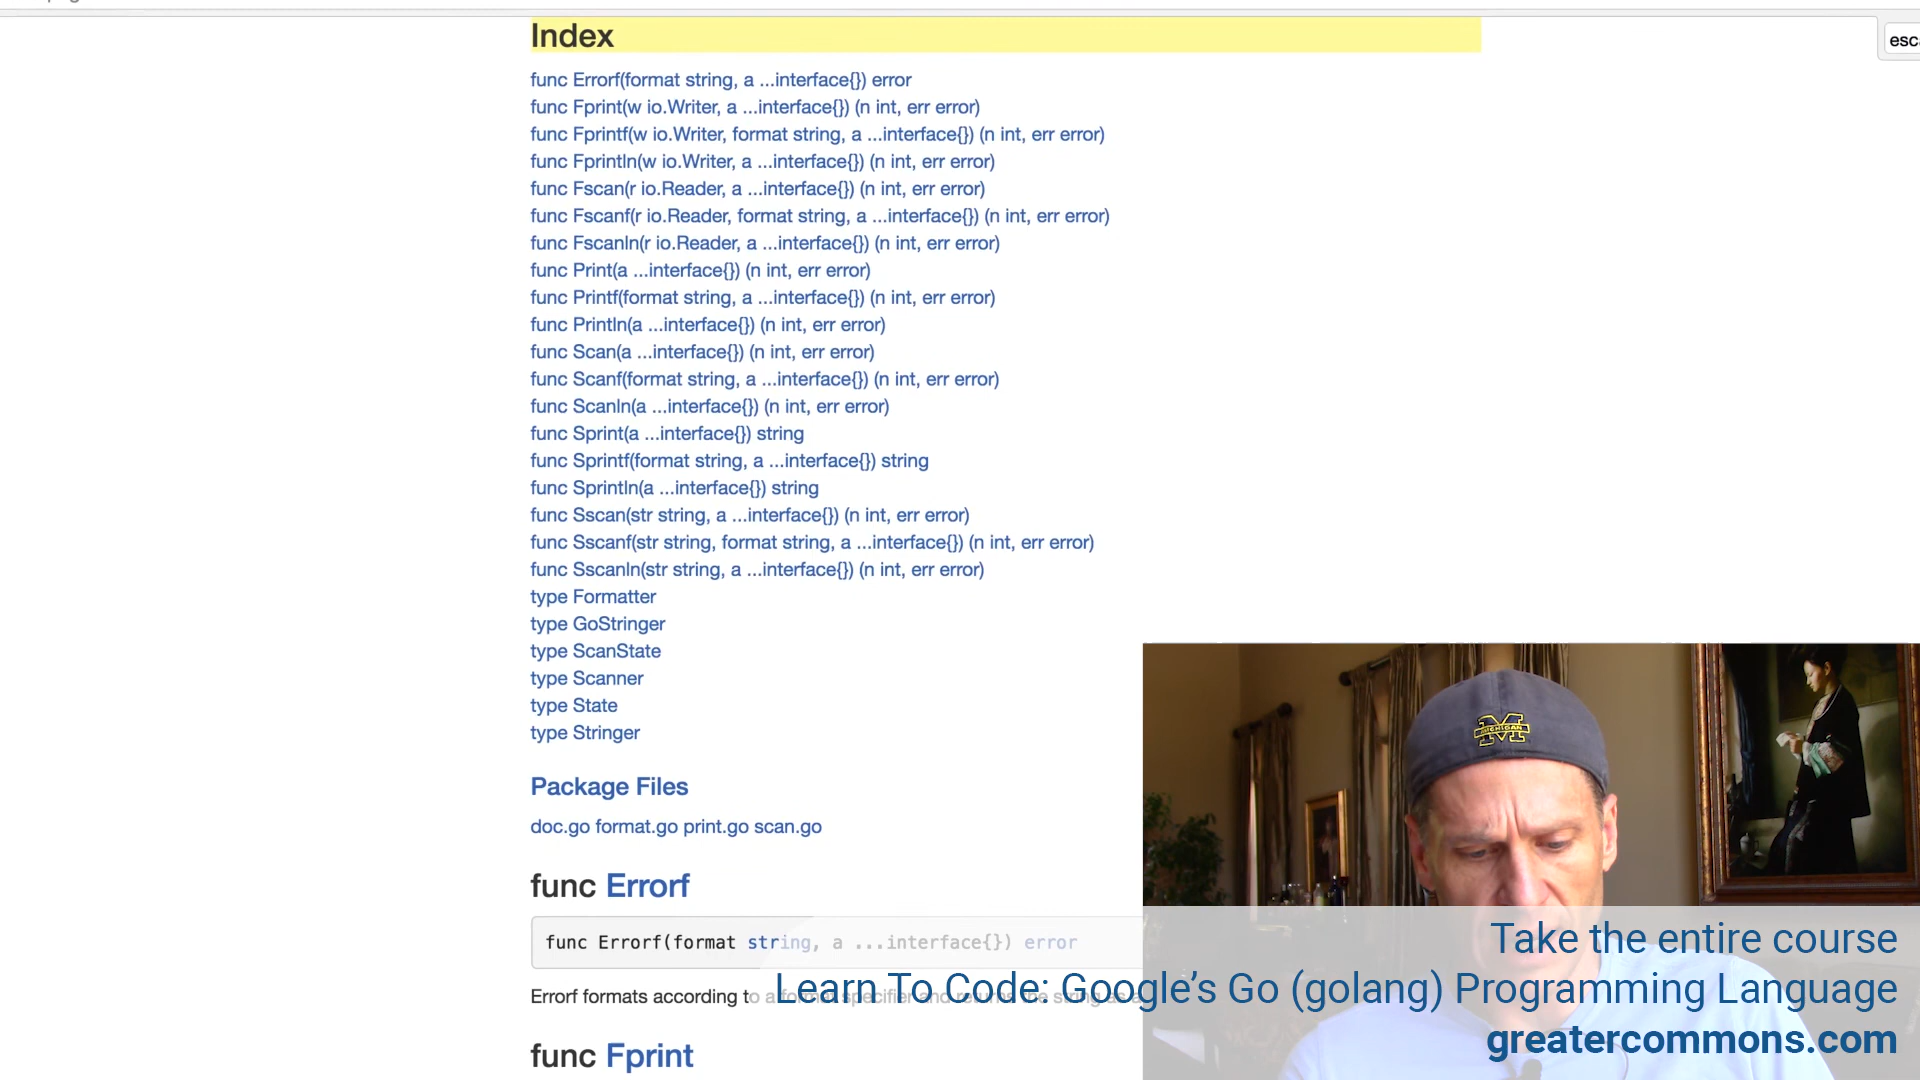 Index
esc
func Errorf(format string, a ...interface{}) error
func Fprint(w io.Writer, a ...interface{}) (n int, err error)
func Fprintf(w io.Writer, format string, a ...interface{}) (n int, err error)
func Fprintln(w io.Writer, a ...interface{}) (n int, err error)
func Fscan(r io.Reader, a ...interface{}) (n int, err error)
func Fscanf(r io.Reader, format string, a ...interface{}) (n int, err error)
func Fscanln(r io.Reader, a ...interface{}) (n int, err error)
func Print(a ...interface{}) (n int, err error)
func Printf(format string, a ...interface{}) (n int, err error)
func Println(a ...interface{}) (n int, err error)
func Scan(a ...interface{}) (n int, err error)
func Scanf(format string, a ...interface{}) (n int, err error)
func Scanln(a ...interface{}) (n int, err error)
func Sprint(a ...interface{}) string
func Sprintf(format string, a ...interface{}) string
func Sprintln(a ...interface{}) string
func Sscan(str string, a ...interface{}) (n int, err error)
func Sscanf(str string, format string, a ...interface{}) (n int, err error)
func Sscanln(str string, a ...interface{}) (n int, err error)
type Formatter
type GoStringer
type ScanState
type Scanner
type State
type Stringer
Package Files
doc.go format.go print.go scan.go
func Errorf
func Errorf(format string, a ...interface{}) error
Errorf formats according to a format specifier and returns the string as a
func Fprint
M
MICHIGAN
Take the entire course
Learn To Code: Google’s Go (golang) Programming Language
greatercommons.com